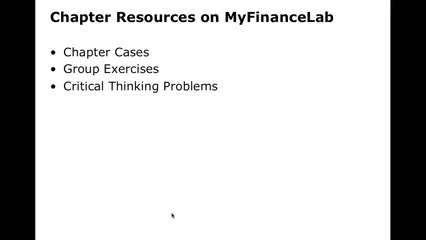 Chapter Resources on MyFinanceLab
• Chapter Cases
• Group Exercises
• Critical Thinking Problems